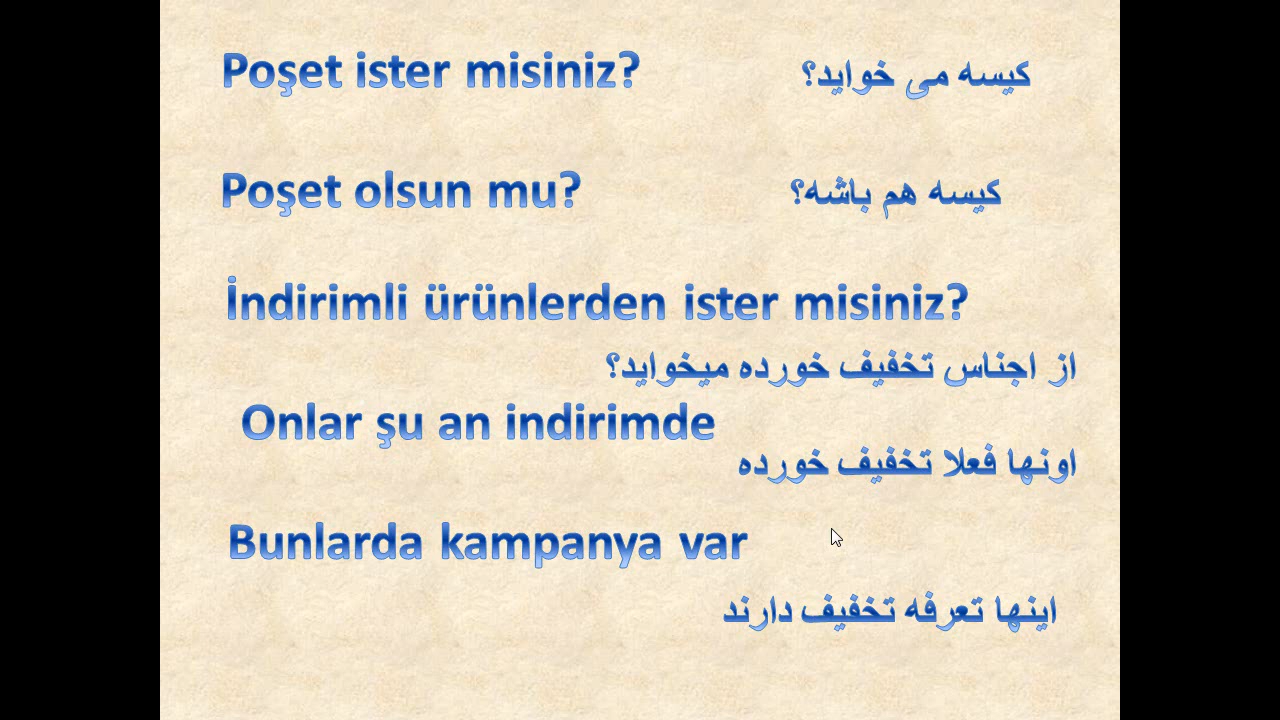 Poşet ister misiniz?
کیسه می خواید؟
Poşet olsun mu?
کیسه هم باشه؟
İndirimli ürünlerden ister misiniz?
از اجناس تخفیف خورده میخواید؟
Onlar şu an indirimde
اونها فعلا تخفیف خورده
Bunlarda kampanya var
اینها تعرفه تخفیف دارند